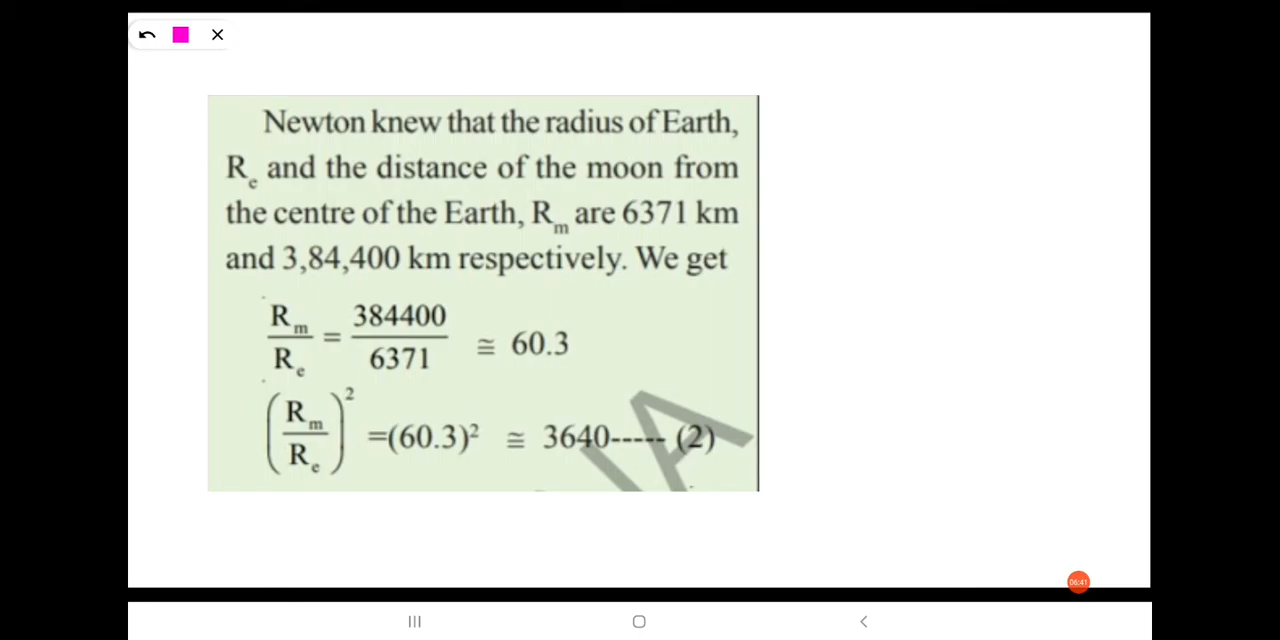 Newton knew that the radius of Earth,
Rₑ and the distance of the moon from
the centre of the Earth, Rₘ are 6371 km
and 3,84,400 km respectively. We get
Rₘ/Rₑ = 384400/6371 ≅ 60.3
(Rₘ/Rₑ)² =(60.3)² ≅ 3640----- (2)
06:41